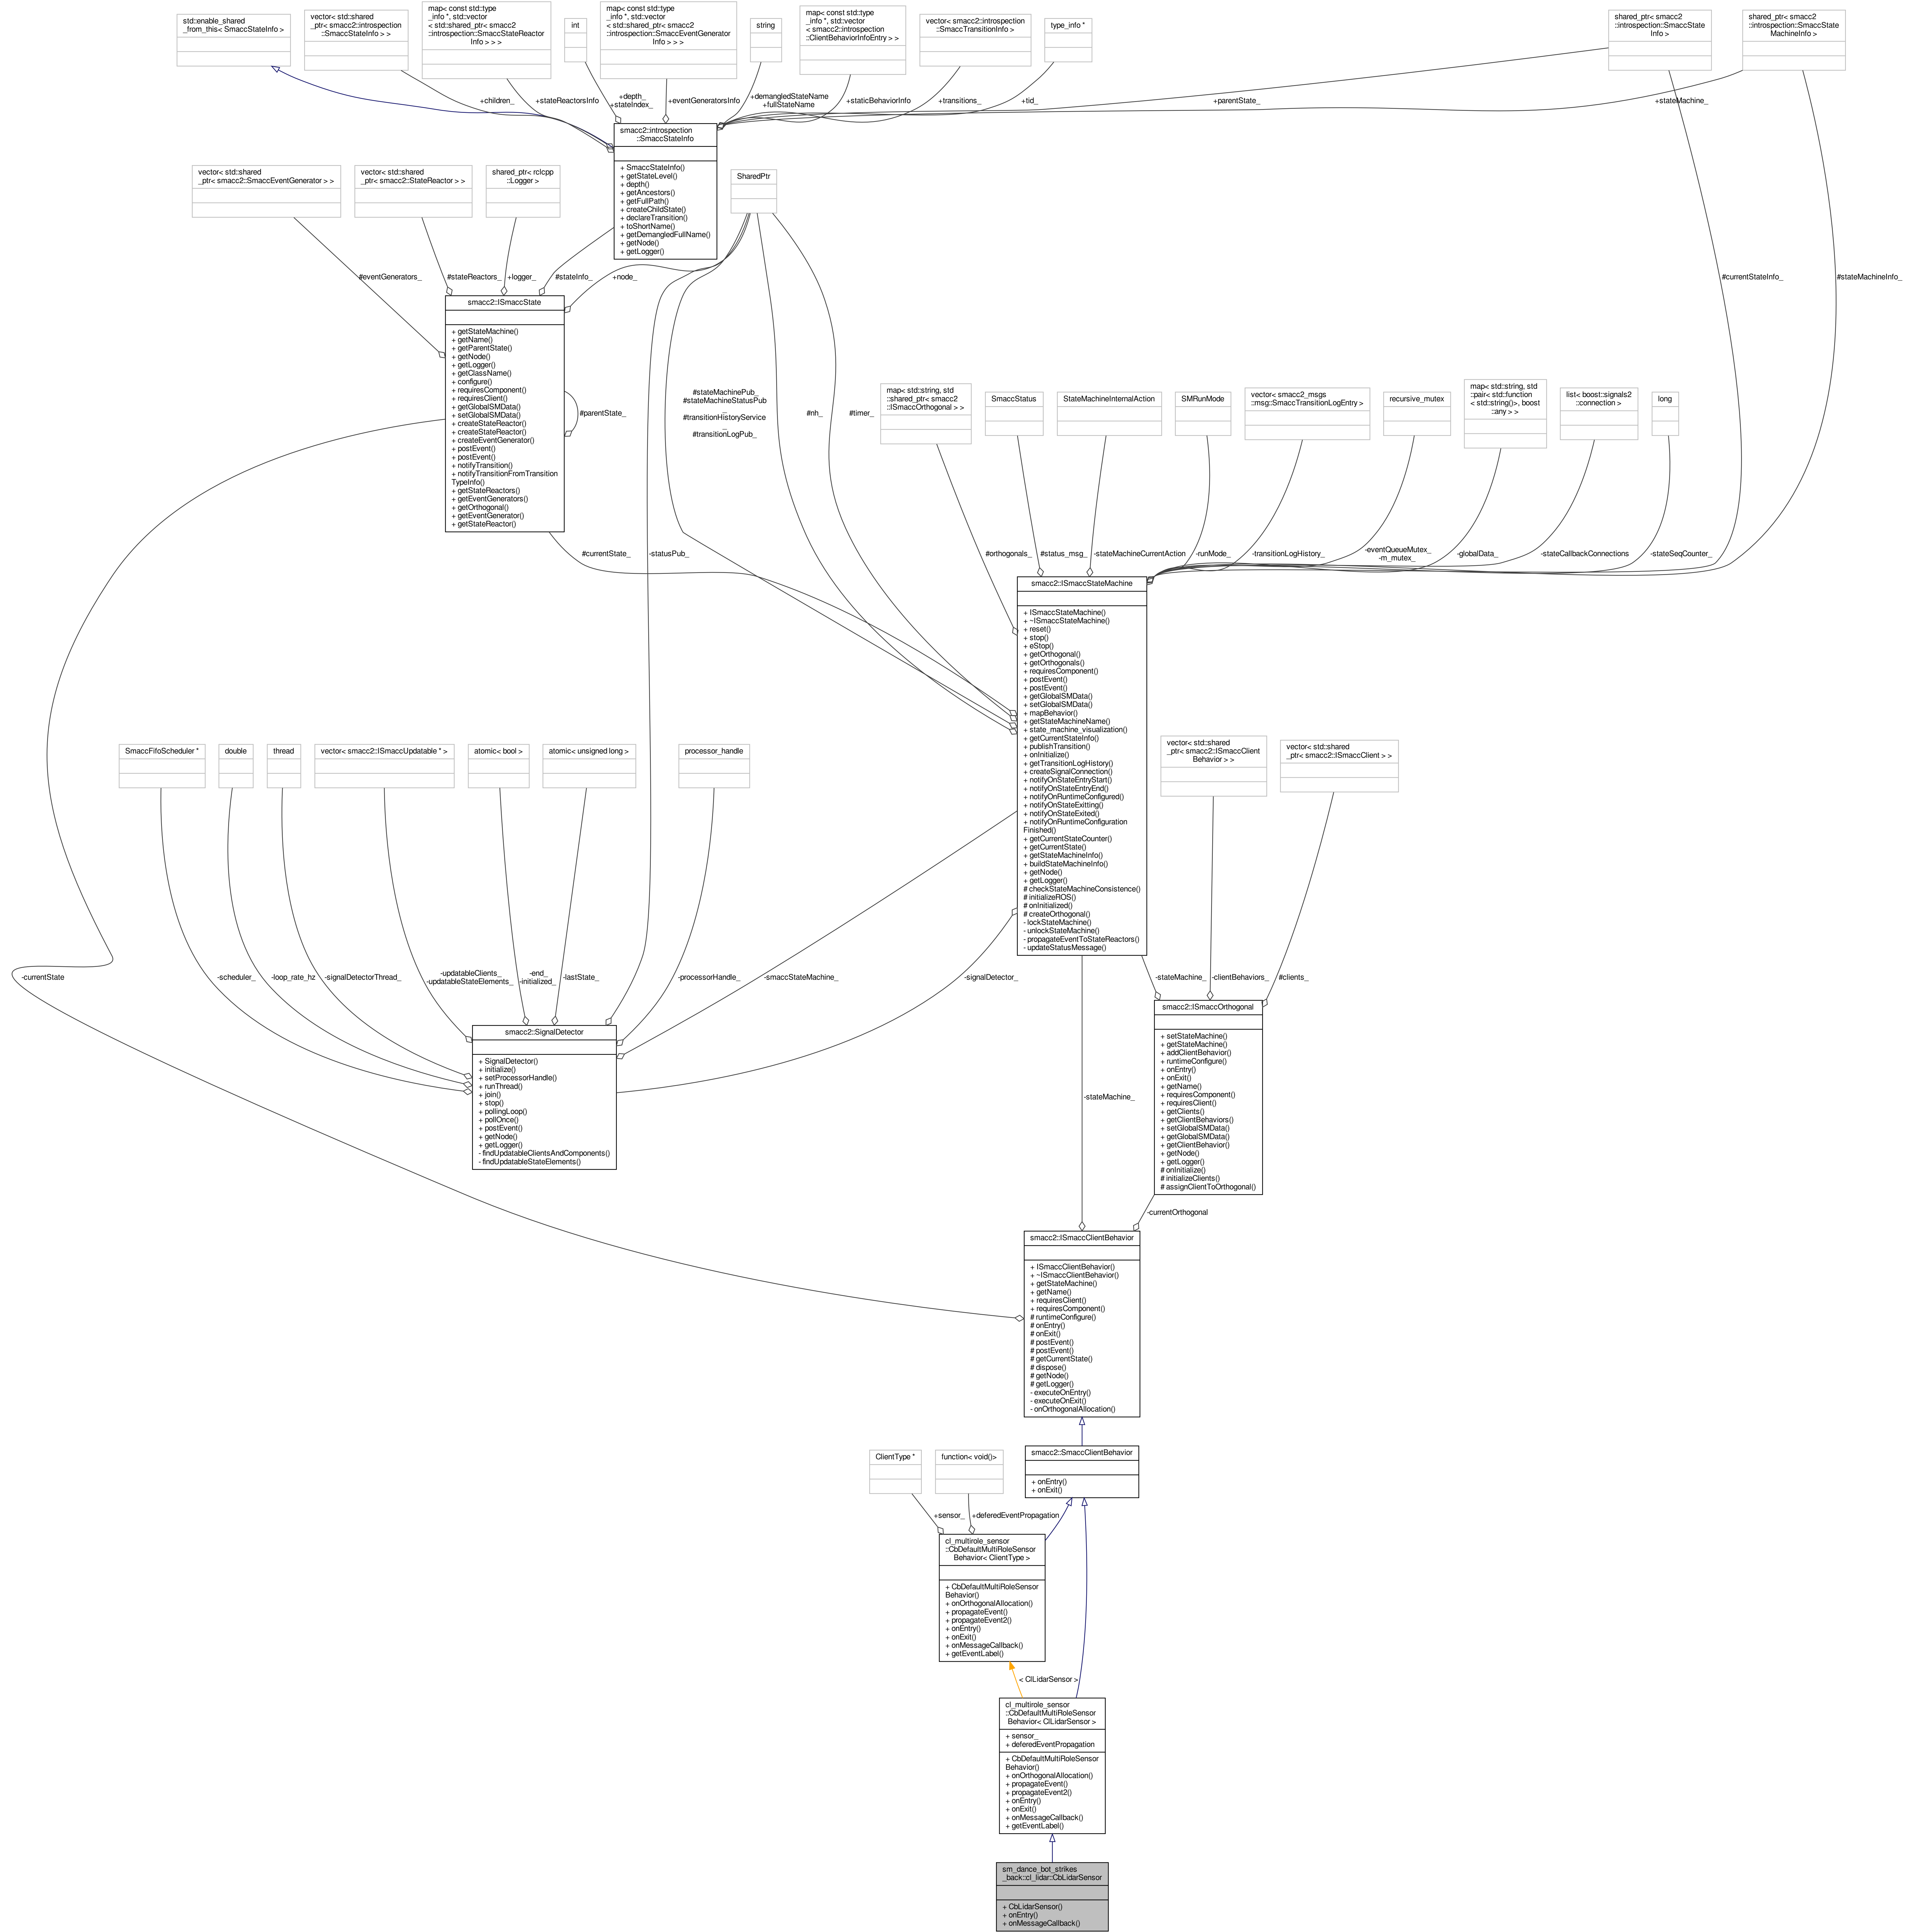 std::enable_shared
_from_this< SmaccStateInfo >
vector< std::shared
_ptr< smacc2::introspection
::SmaccStateInfo > >
map< const std::type
_info *, std::vector
< std::shared_ptr< smacc2
::introspection::SmaccStateReactor
Info > > >
int
map< const std::type
_info *, std::vector
< std::shared_ptr< smacc2
::introspection::SmaccEventGenerator
Info > > >
string
map< const std::type
_info *, std::vector
< smacc2::introspection
::ClientBehaviorInfoEntry > >
vector< smacc2::introspection
::SmaccTransitionInfo >
type_info *
shared_ptr< smacc2
::introspection::SmaccState
Info >
shared_ptr< smacc2
::introspection::SmaccState
MachineInfo >
+children_
+stateReactorsInfo
+depth_
+stateIndex_
+eventGeneratorsInfo
+demangledStateName
+fullStateName
+staticBehaviorInfo
+transitions_
+tid_
+parentState_
+stateMachine_
smacc2::introspection
::SmaccStateInfo
+ SmaccStateInfo()
+ getStateLevel()
+ depth()
+ getAncestors()
+ getFullPath()
+ createChildState()
+ declareTransition()
+ toShortName()
+ getDemangledFullName()
+ getNode()
+ getLogger()
vector< std::shared
_ptr< smacc2::SmaccEventGenerator > >
vector< std::shared
_ptr< smacc2::StateReactor > >
shared_ptr< rclcpp
::Logger >
SharedPtr
#eventGenerators_
#stateReactors_
+logger_
#stateInfo_
+node_
#currentStateInfo_
#stateMachineInfo_
smacc2::ISmaccState
+ getStateMachine()
+ getName()
+ getParentState()
+ getNode()
+ getLogger()
+ getClassName()
+ configure()
+ requiresComponent()
+ requiresClient()
+ getGlobalSMData()
+ setGlobalSMData()
+ createStateReactor()
+ createStateReactor()
+ createEventGenerator()
+ postEvent()
+ postEvent()
+ notifyTransition()
+ notifyTransitionFromTransition
TypeInfo()
+ getStateReactors()
+ getEventGenerators()
+ getOrthogonal()
+ getEventGenerator()
+ getStateReactor()
#parentState_
#stateMachinePub_
#stateMachineStatusPub
_
#transitionHistoryService
_
#transitionLogPub_
#nh_
#timer_
map< std::string, std
::shared_ptr< smacc2
::ISmaccOrthogonal > >
SmaccStatus
StateMachineInternalAction
SMRunMode
vector< smacc2_msgs
::msg::SmaccTransitionLogEntry >
recursive_mutex
map< std::string, std
::pair< std::function
< std::string()>, boost
::any > >
list< boost::signals2
::connection >
long
#currentState_
-statusPub_
#orthogonals_
#status_msg_
-stateMachineCurrentAction
-runMode_
-transitionLogHistory_
-eventQueueMutex_
-m_mutex_
-globalData_
-stateCallbackConnections
-stateSeqCounter_
smacc2::ISmaccStateMachine
+ ISmaccStateMachine()
+ ~ISmaccStateMachine()
+ reset()
+ stop()
+ eStop()
+ getOrthogonal()
+ getOrthogonals()
+ requiresComponent()
+ postEvent()
+ postEvent()
+ getGlobalSMData()
+ setGlobalSMData()
+ mapBehavior()
+ getStateMachineName()
+ state_machine_visualization()
+ getCurrentStateInfo()
+ publishTransition()
+ onInitialize()
+ getTransitionLogHistory()
+ createSignalConnection()
+ notifyOnStateEntryStart()
+ notifyOnStateEntryEnd()
+ notifyOnRuntimeConfigured()
+ notifyOnStateExitting()
+ notifyOnStateExited()
+ notifyOnRuntimeConfiguration
Finished()
+ getCurrentStateCounter()
+ getCurrentState()
+ getStateMachineInfo()
+ buildStateMachineInfo()
+ getNode()
+ getLogger()
# checkStateMachineConsistence()
# initializeROS()
# onInitialized()
# createOrthogonal()
- lockStateMachine()
- unlockStateMachine()
- propagateEventToStateReactors()
- updateStatusMessage()
SmaccFifoScheduler *
double
thread
vector< smacc2::ISmaccUpdatable * >
atomic< bool >
atomic< unsigned long >
processor_handle
vector< std::shared
_ptr< smacc2::ISmaccClient
Behavior > >
vector< std::shared
_ptr< smacc2::ISmaccClient > >
-currentState
-scheduler_
-loop_rate_hz
-signalDetectorThread_
-updatableClients_
-updatableStateElements_
-end_
-initialized_
-lastState_
-processorHandle_
-smaccStateMachine_
-signalDetector_
-stateMachine_
-clientBehaviors_
#clients_
smacc2::SignalDetector
+ SignalDetector()
+ initialize()
+ setProcessorHandle()
+ runThread()
+ join()
+ stop()
+ pollingLoop()
+ pollOnce()
+ postEvent()
+ getNode()
+ getLogger()
- findUpdatableClientsAndComponents()
- findUpdatableStateElements()
smacc2::ISmaccOrthogonal
+ setStateMachine()
+ getStateMachine()
+ addClientBehavior()
+ runtimeConfigure()
+ onEntry()
+ onExit()
+ getName()
+ requiresComponent()
+ requiresClient()
+ getClients()
+ getClientBehaviors()
+ setGlobalSMData()
+ getGlobalSMData()
+ getClientBehavior()
+ getNode()
+ getLogger()
# onInitialize()
# initializeClients()
# assignClientToOrthogonal()
-stateMachine_
-currentOrthogonal
smacc2::ISmaccClientBehavior
+ ISmaccClientBehavior()
+ ~ISmaccClientBehavior()
+ getStateMachine()
+ getName()
+ requiresClient()
+ requiresComponent()
# runtimeConfigure()
# onEntry()
# onExit()
# postEvent()
# postEvent()
# getCurrentState()
# dispose()
# getNode()
# getLogger()
- executeOnEntry()
- executeOnExit()
- onOrthogonalAllocation()
ClientType *
function< void()>
smacc2::SmaccClientBehavior
+ onEntry()
+ onExit()
+sensor_
+deferedEventPropagation
cl_multirole_sensor
::CbDefaultMultiRoleSensor
Behavior< ClientType >
+ CbDefaultMultiRoleSensor
Behavior()
+ onOrthogonalAllocation()
+ propagateEvent()
+ propagateEvent2()
+ onEntry()
+ onExit()
+ onMessageCallback()
+ getEventLabel()
< ClLidarSensor >
cl_multirole_sensor
::CbDefaultMultiRoleSensor
Behavior< ClLidarSensor >
+ sensor_
+ deferedEventPropagation
+ CbDefaultMultiRoleSensor
Behavior()
+ onOrthogonalAllocation()
+ propagateEvent()
+ propagateEvent2()
+ onEntry()
+ onExit()
+ onMessageCallback()
+ getEventLabel()
sm_dance_bot_strikes
_back::cl_lidar::CbLidarSensor
+ CbLidarSensor()
+ onEntry()
+ onMessageCallback()